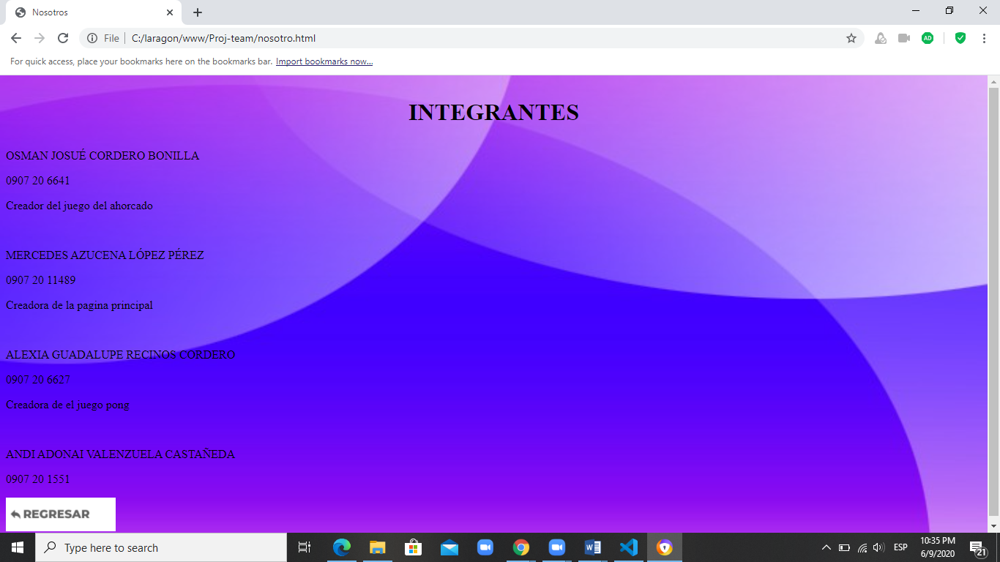 Nosotros
File
C:/laragon/www/Proj-team/nosotro.html
AD
For quick access, place your bookmarks here on the bookmarks bar. Import bookmarks now...
INTEGRANTES
OSMAN JOSUÉ CORDERO BONILLA
0907 20 6641
Creador del juego del ahorcado
MERCEDES AZUCENA LÓPEZ PÉREZ
0907 20 11489
Creadora de la pagina principal
ALEXIA GUADALUPE RECINOS CORDERO
0907 20 6627
Creadora de el juego pong
ANDI ADONAI VALENZUELA CASTAÑEDA
0907 20 1551
REGRESAR
Type here to search
ESP
10:35 PM
6/9/2020
21